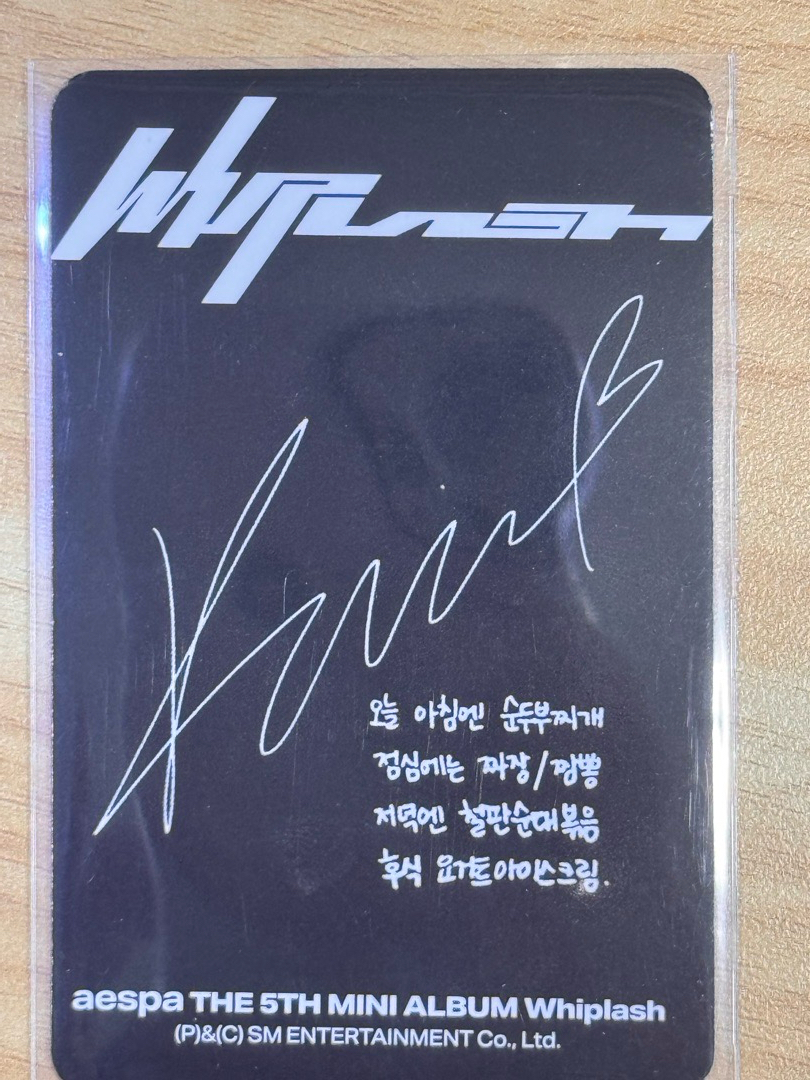 Whiplash
Karina
오늘 아침엔 순두부찌개
점심에는 짜장/짬뽕
저녁엔 철판순대볶음
후식 요거트아이스크림.
aespa THE 5TH MINI ALBUM Whiplash
(P)&(C) SM ENTERTAINMENT Co., Ltd.